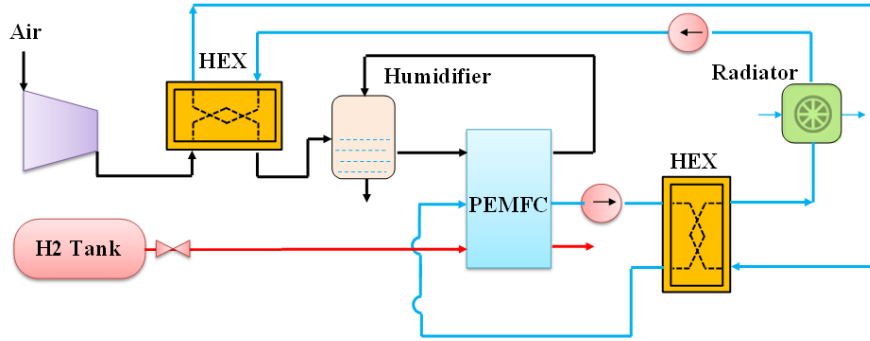 Air
HEX
Humidifier
Radiator
HEX
PEMFC
H2 Tank